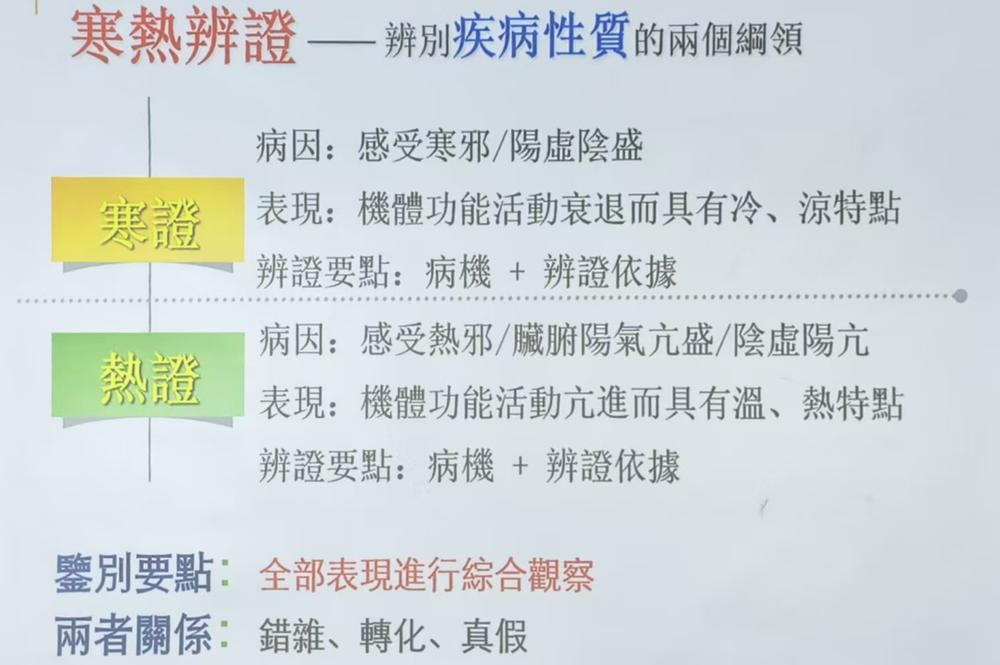 寒熱辨證——辨別疾病性質的兩個綱領
病因：感受寒邪/陽虛陰盛
寒證
表現：機體功能活動衰退而具有冷、涼特點
辨證要點：病機 + 辨證依據
病因：感受熱邪/臟腑陽氣亢盛/陰虛陽亢
熱證
表現：機體功能活動亢進而具有溫、熱特點
辨證要點：病機 + 辨證依據
鑒別要點：全部表現進行綜合觀察
兩者關係：錯雜、轉化、真假